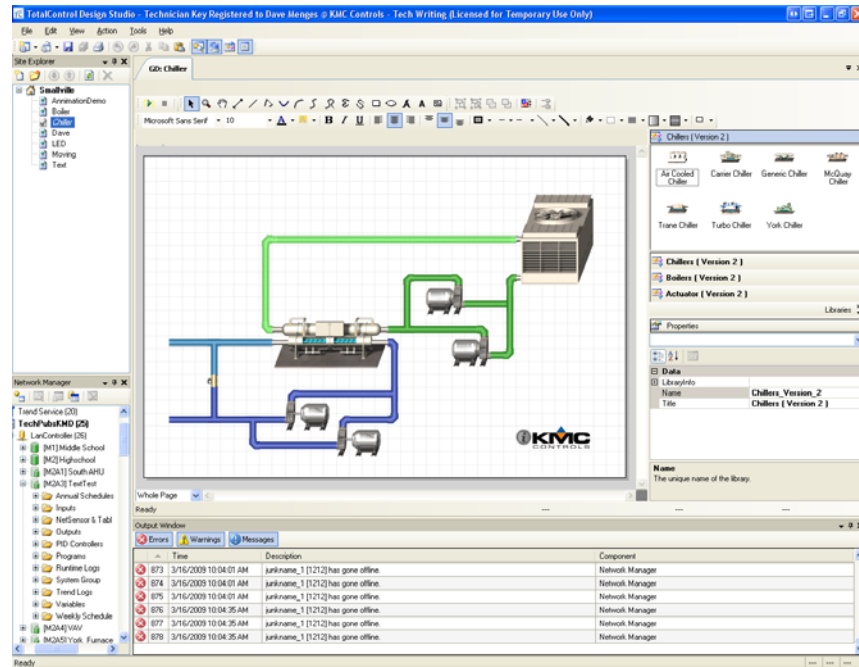 TotalControl Design Studio - Technician Key Registered to Dave Menges @ KMC Controls - Tech Writing (Licensed for Temporary Use Only)
File Edit View Action Tools Help
Site Explorer
GD: Chiller
Smallville
AnnimationDemo
Boiler
Chiller
Dave
LED
Moving
Text
Microsoft Sans Serif 10
B I U
Chillers ( Version 2 )
Air Cooled Chiller
Carrier Chiller
Generic Chiller
McQuay Chiller
Trane Chiller
Turbo Chiller
York Chiller
Chillers ( Version 2 )
Boilers ( Version 2 )
Actuator ( Version 2 )
Libraries
Properties
Data
LibraryInfo
Name Chillers_Version_2
Title Chillers ( Version 2 )
Name
The unique name of the library.
KMC
CONTROLS
Whole Page
Ready
Network Manager
Trend Service (20)
TechPubsKMD (25)
LanController (26)
[M1] Middle School
[M2] Highochool
[M2A1] South AHU
[M2A3] TextTest
Annual Schedules
Inputs
NetSensor & Tabl
Outputs
PID Controllers
Programs
Runtime Logs
System Group
Trend Logs
Variables
Weekly Schedule
[M2A4] VAV
[M2A5] York Furnace
Output Window
Errors Warnings Messages
Time Description Component
873 3/16/2009 10:04:01 AM junkname_1 [1212] has gone offline. Network Manager
874 3/16/2009 10:04:01 AM junkname_1 [1212] has gone offline. Network Manager
875 3/16/2009 10:04:01 AM junkname_1 [1212] has gone offline. Network Manager
876 3/16/2009 10:04:35 AM junkname_1 [1212] has gone offline. Network Manager
877 3/16/2009 10:04:35 AM junkname_1 [1212] has gone offline. Network Manager
878 3/16/2009 10:04:35 AM junkname_1 [1212] has gone offline. Network Manager
Ready